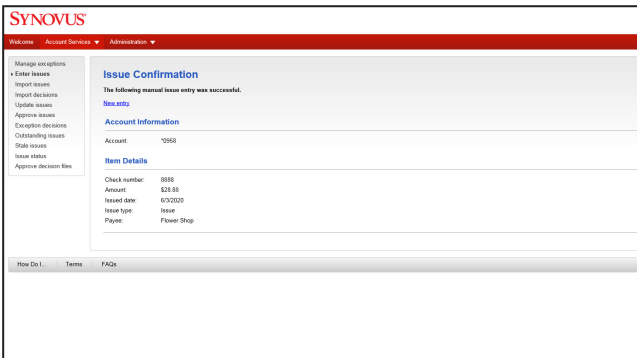 SYNOVUS
Welcome Account Services Administration
Manage exceptions
Enter issues
Import issues
Import decisions
Update issues
Approve issues
Exception decisions
Outstanding issues
Stale issues
Issue status
Approve decision files
Issue Confirmation
The following manual issue entry was successful.
New entry
Account Information
Account: *0958
Item Details
Check number: 8888
Amount: $28.88
Issued date: 6/3/2020
Issue type: Issue
Payee: Flower Shop
How Do I... Terms FAQs